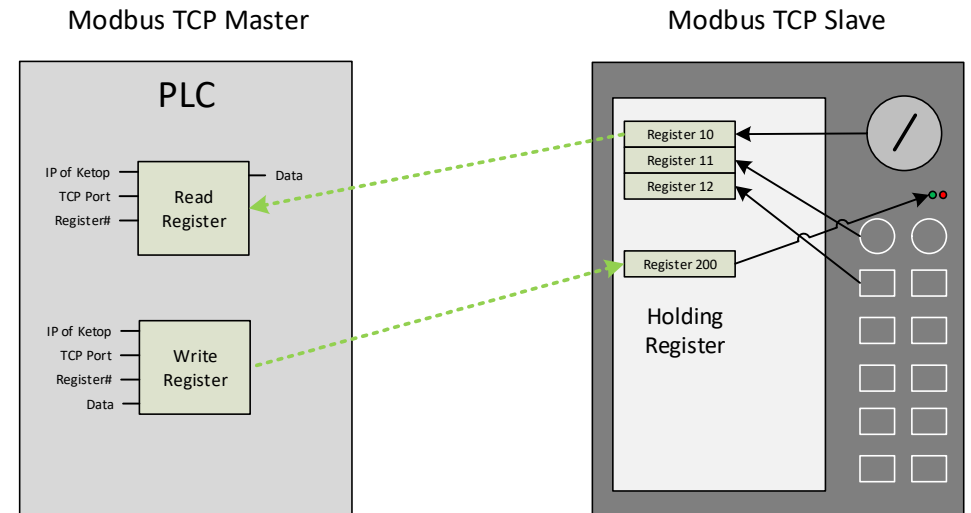 Modbus TCP Master
Modbus TCP Slave
PLC
IP of Ketop
TCP Port
Register#
Read
Register
Data
IP of Ketop
TCP Port
Register#
Data
Write
Register
Register 10
Register 11
Register 12
Register 200
Holding
Register